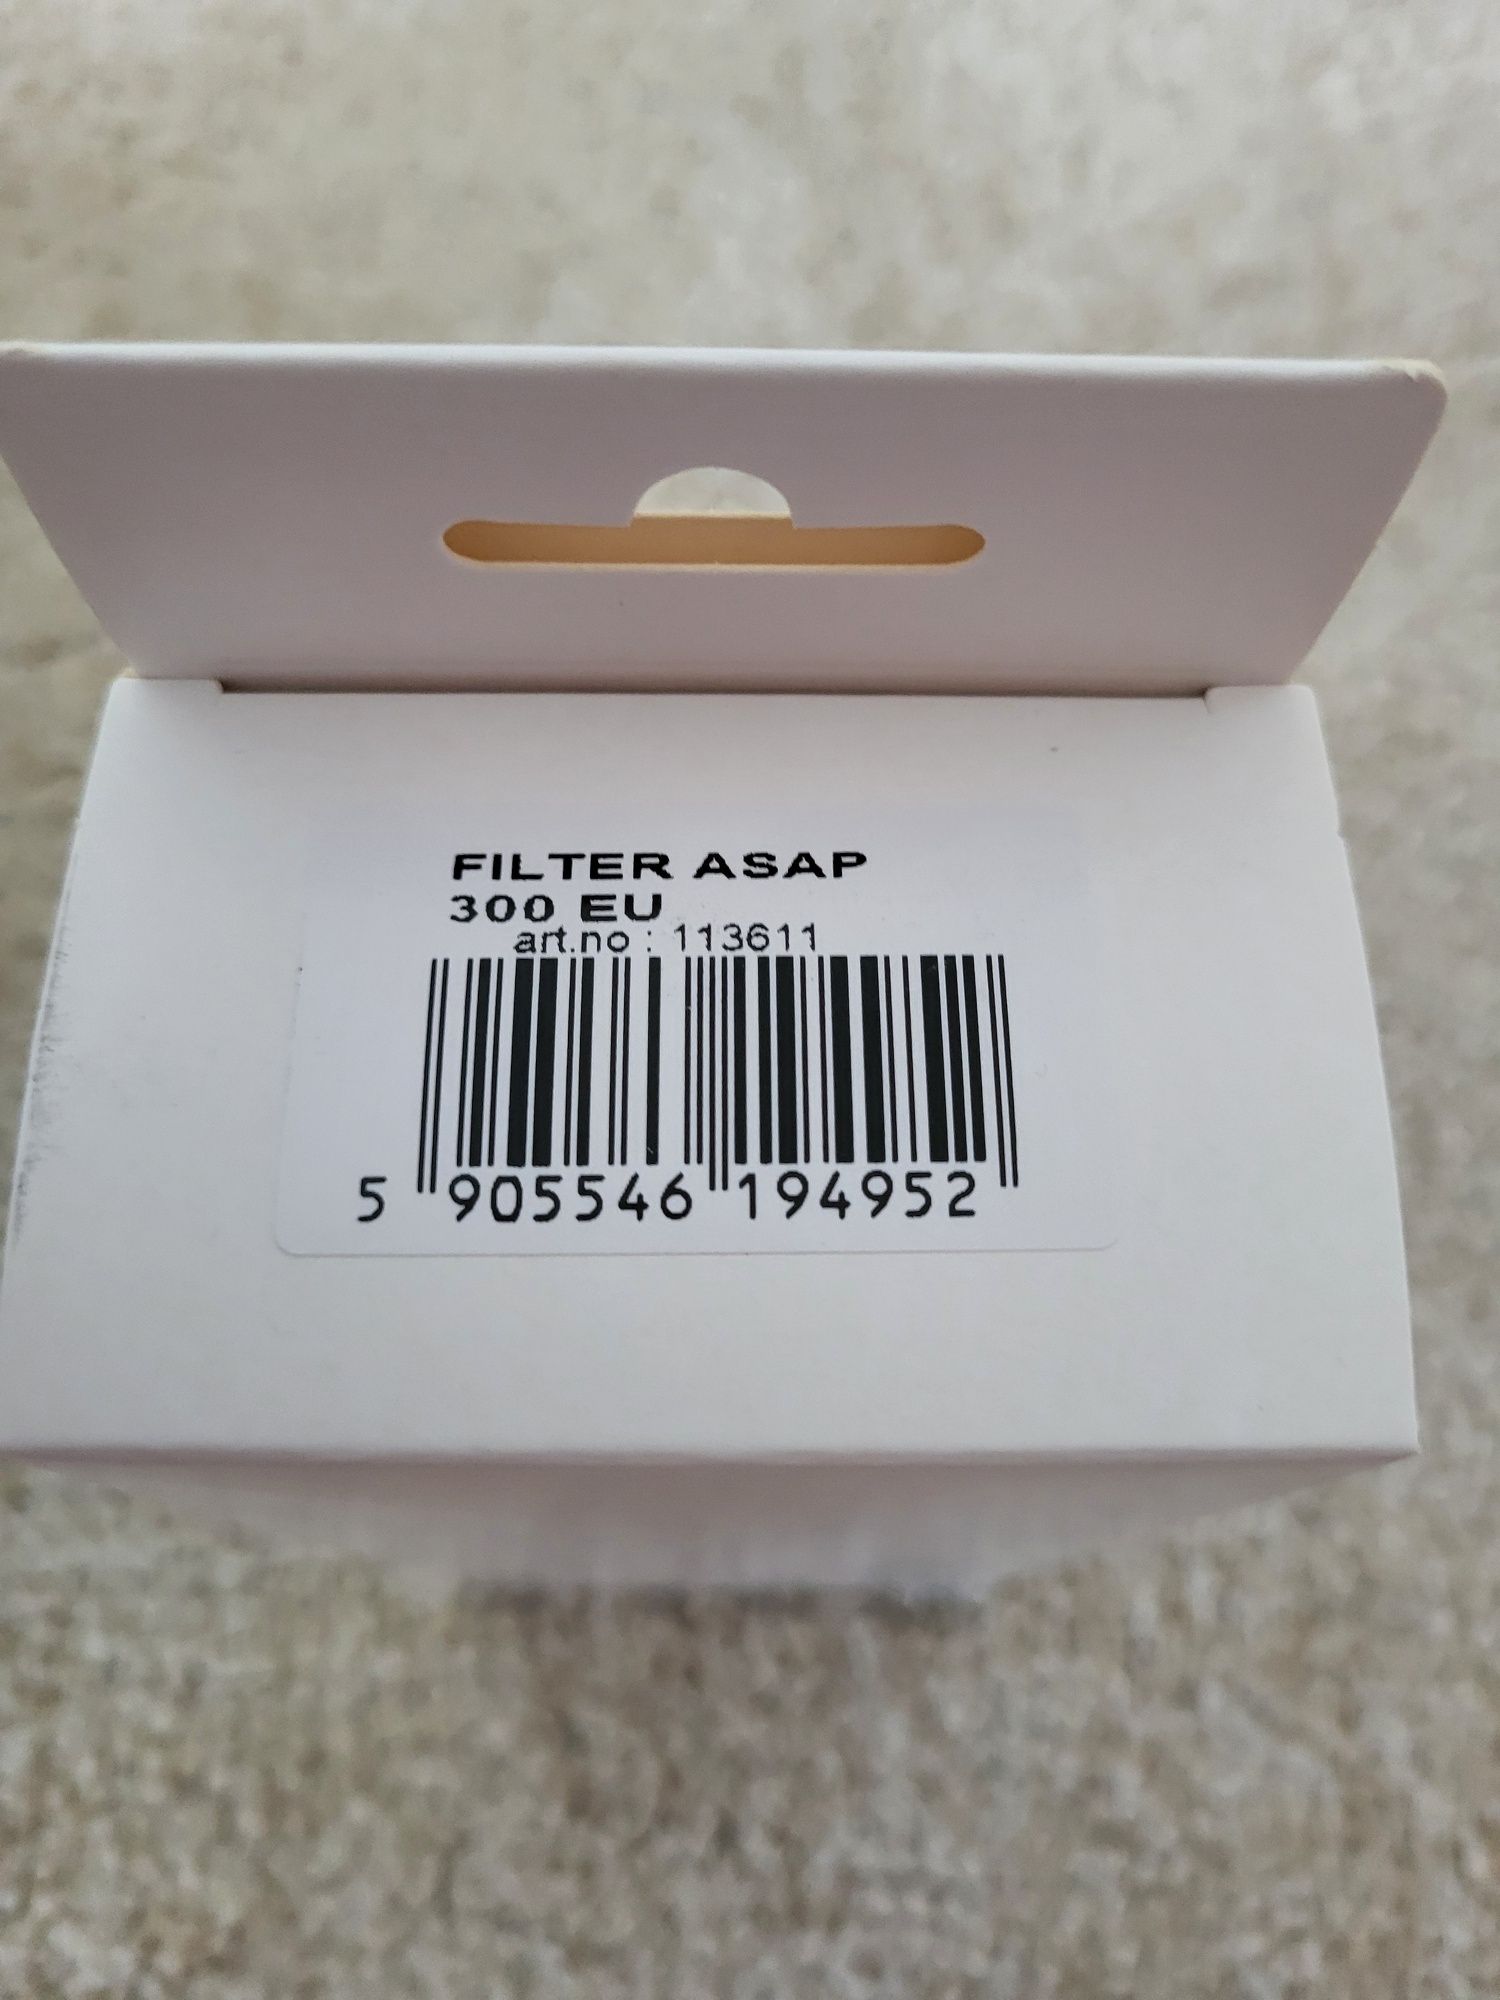 FILTER ASAP
300 EU
art.no : 113611
5 905546 194952